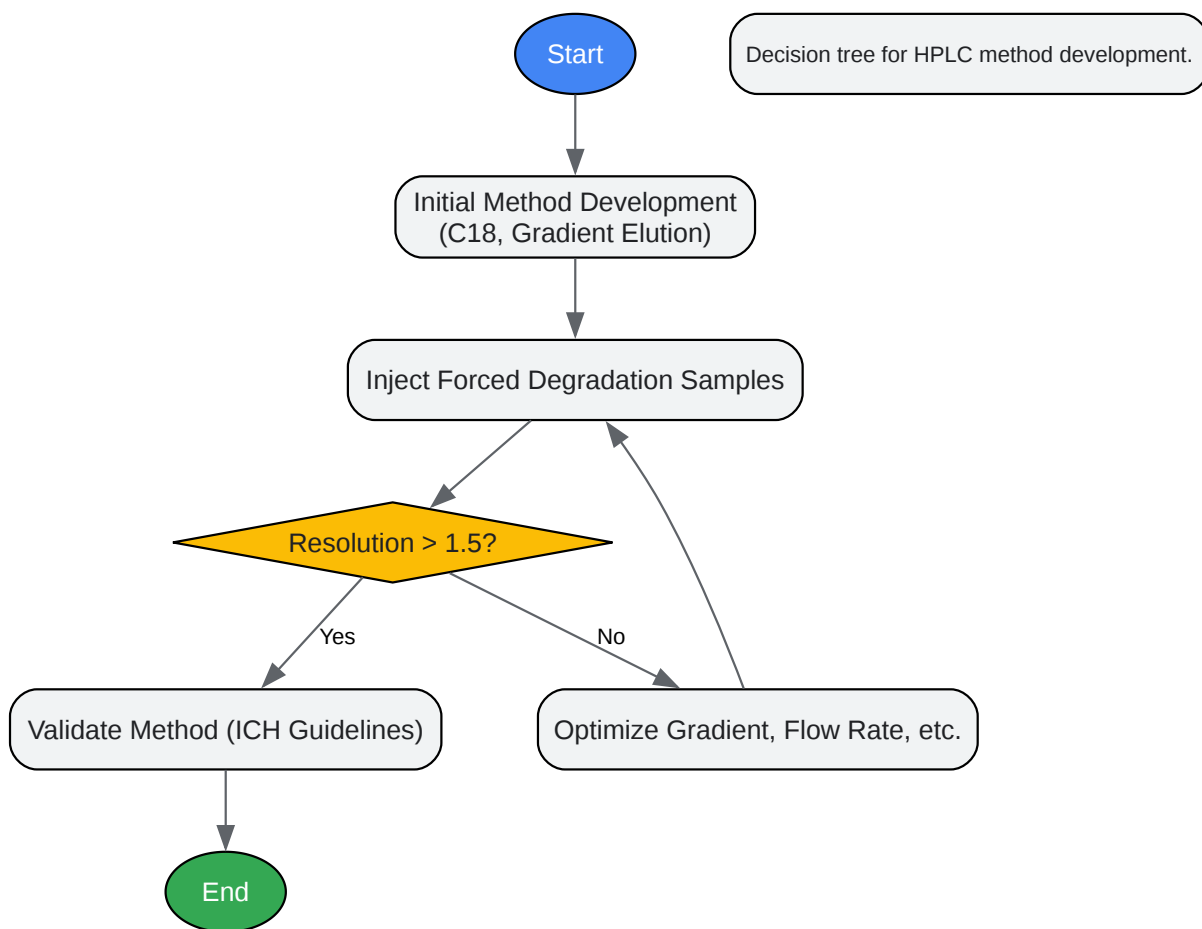 Start
Decision tree for HPLC method development.
Initial Method Development
(C18, Gradient Elution)
Inject Forced Degradation Samples
Resolution > 1.5?
Yes
No
Validate Method (ICH Guidelines)
Optimize Gradient, Flow Rate, etc.
End